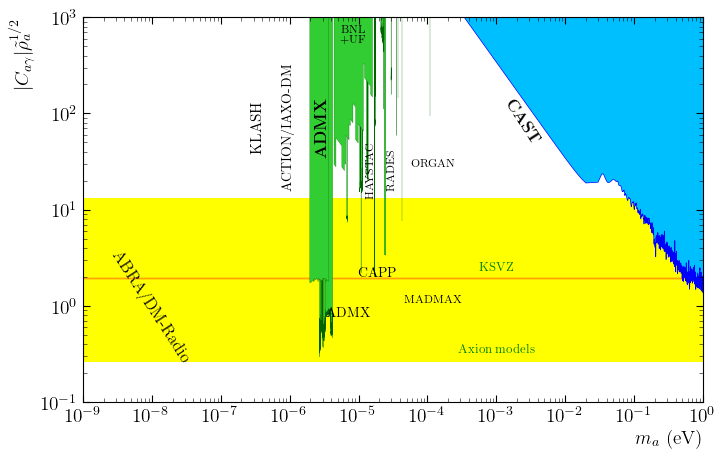 |C_{aγ}|ρ̃_a^{1/2}
10^3
10^2
10^1
10^0
10^{-1}
BNL
+UF
KLASH
ACTION/IAXO-DM
ADMX
HAYSTAC
RADES
ORGAN
CAST
ABRA/DM-Radio
CAPP
KSVZ
ADMX
MADMAX
Axion models
10^{-9}
10^{-8}
10^{-7}
10^{-6}
10^{-5}
10^{-4}
10^{-3}
10^{-2}
10^{-1}
10^0
m_a (eV)